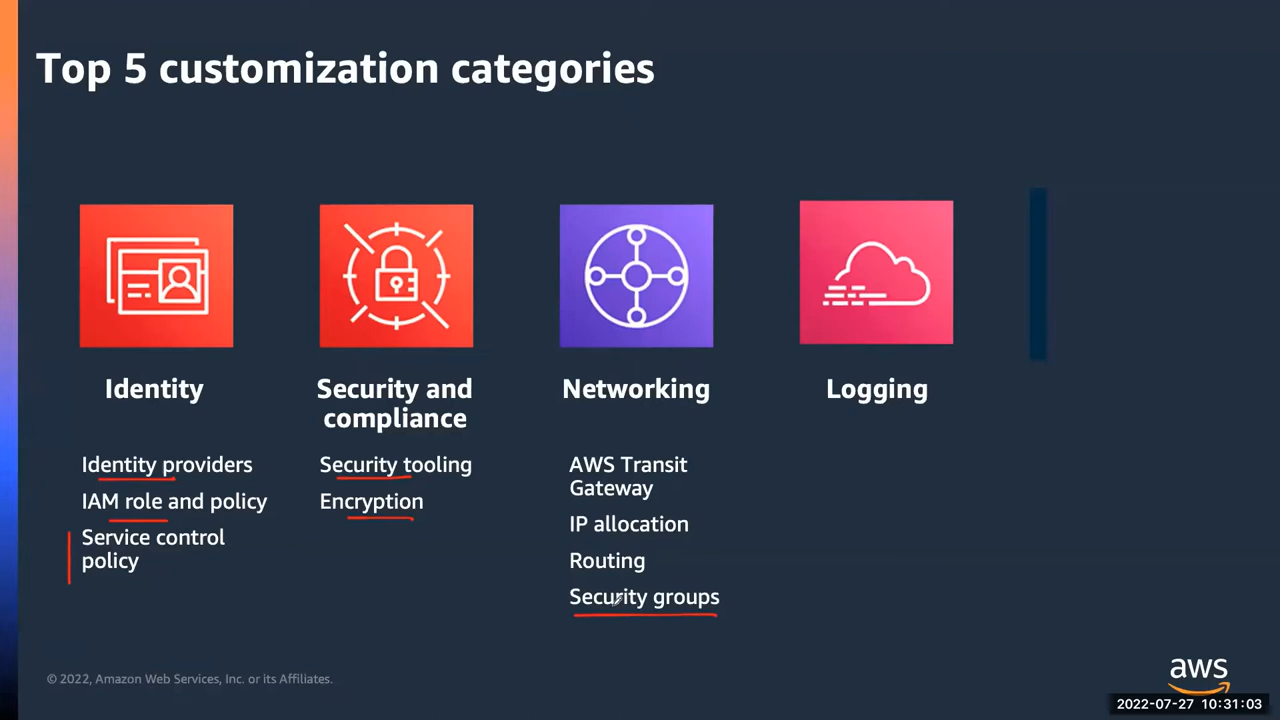 Top 5 customization categories
Identity
Identity providers
IAM role and policy
Service control
policy
Security and
compliance
Security tooling
Encryption
Networking
AWS Transit
Gateway
IP allocation
Routing
Security groups
Logging
© 2022, Amazon Web Services, Inc. or its Affiliates.
aws
2022-07-27 10:31:03